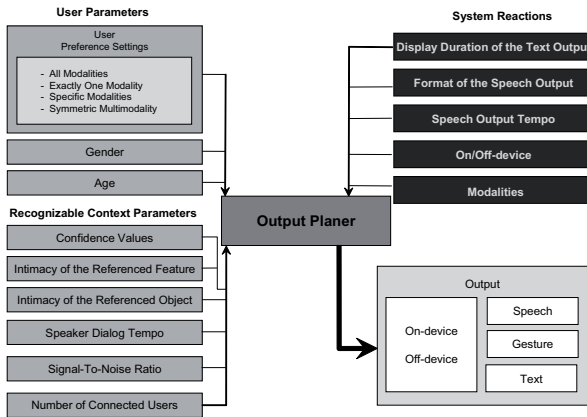 User Parameters
User
Preference Settings
- All Modalities
- Exactly One Modality
- Specific Modalities
- Symmetric Multimodality
Gender
Age
Recognizable Context Parameters
Confidence Values
Intimacy of the Referenced Feature
Intimacy of the Referenced Object
Speaker Dialog Tempo
Signal-To-Noise Ratio
Number of Connected Users
Output Planer
System Reactions
Display Duration of the Text Output
Format of the Speech Output
Speech Output Tempo
On/Off-device
Modalities
Output
On-device
Off-device
Speech
Gesture
Text